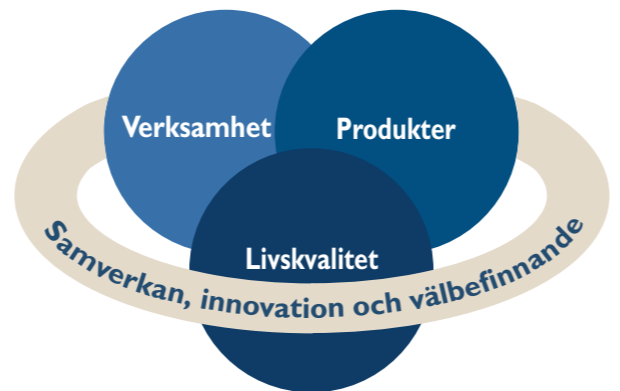 Verksamhet
Produkter
Livskvalitet
Samverkan, innovation och välbefinnande